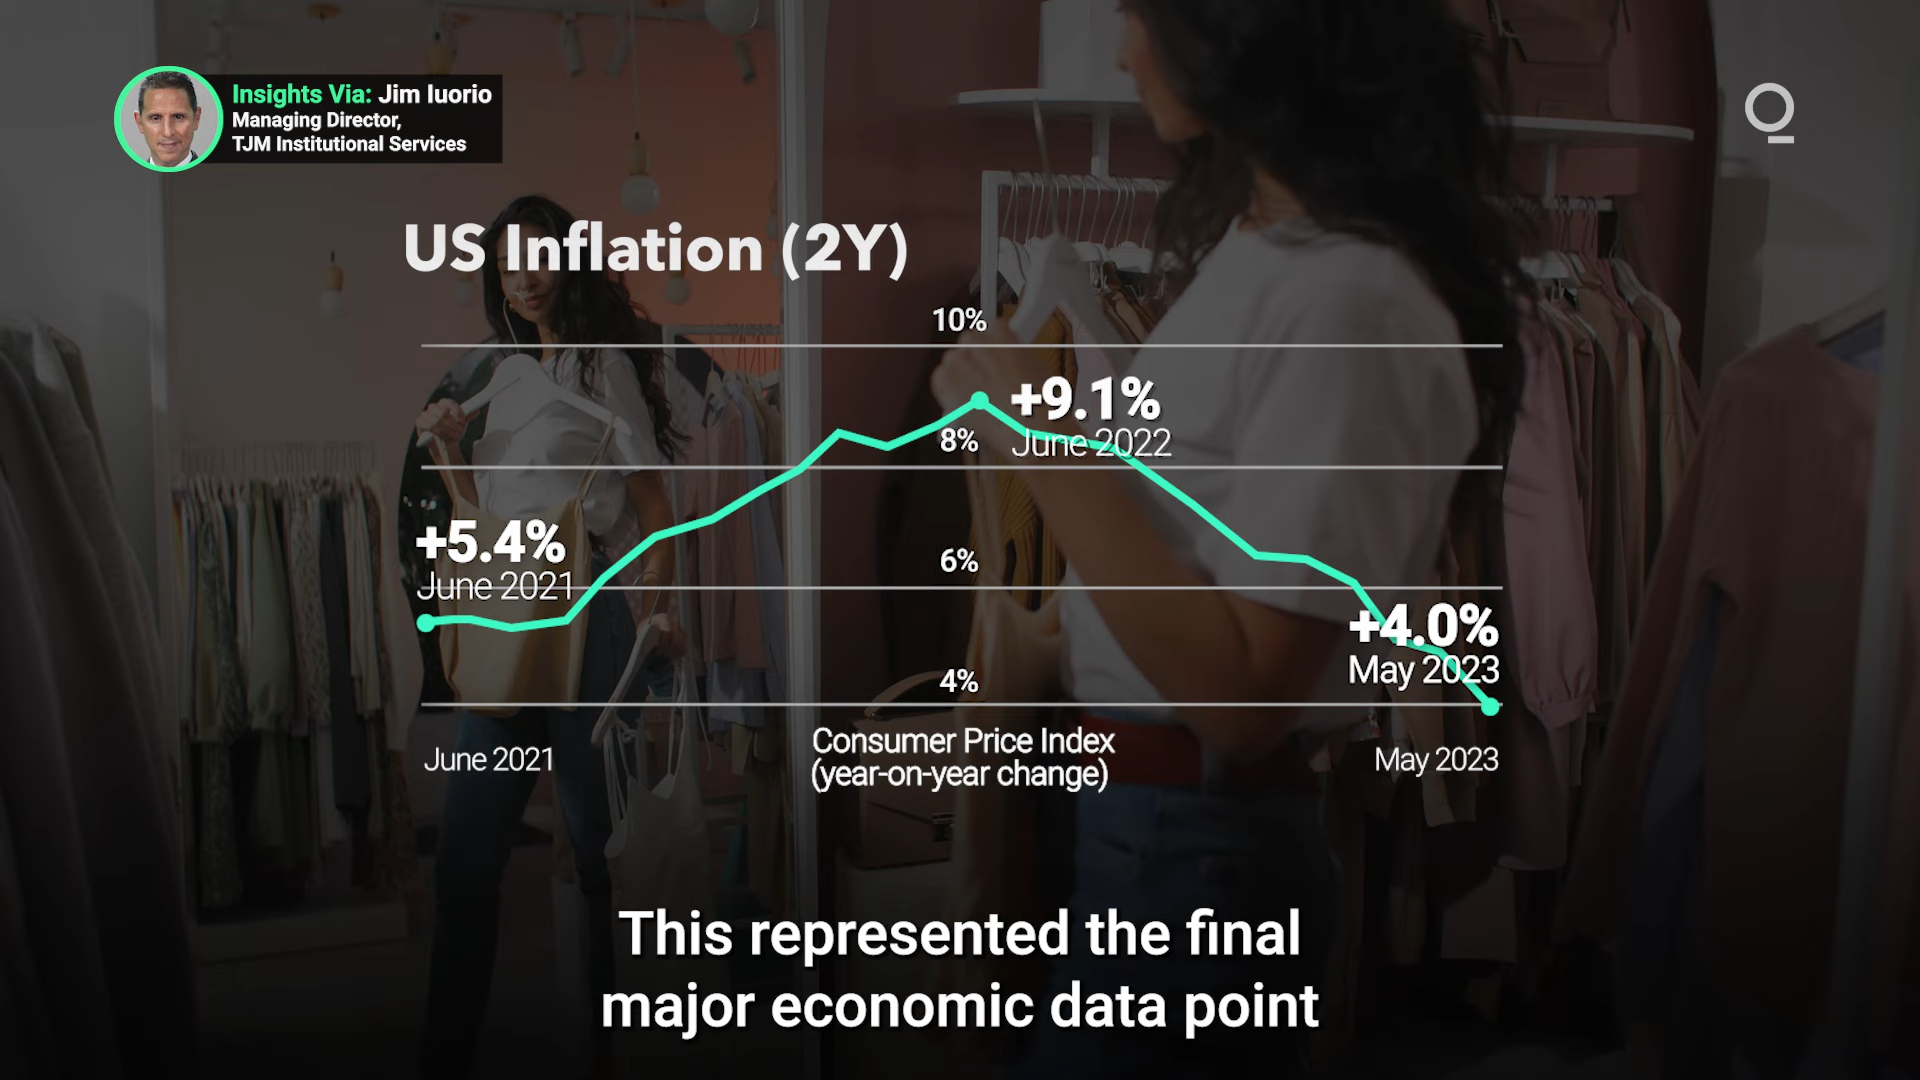 Insights Via: Jim Iuorio
Managing Director,
TJM Institutional Services
US Inflation (2Y)
10%
+9.1%
June 2022
8%
+5.4%
June 2021
6%
+4.0%
May 2023
4%
June 2021
Consumer Price Index
(year-on-year change)
May 2023
This represented the final
major economic data point